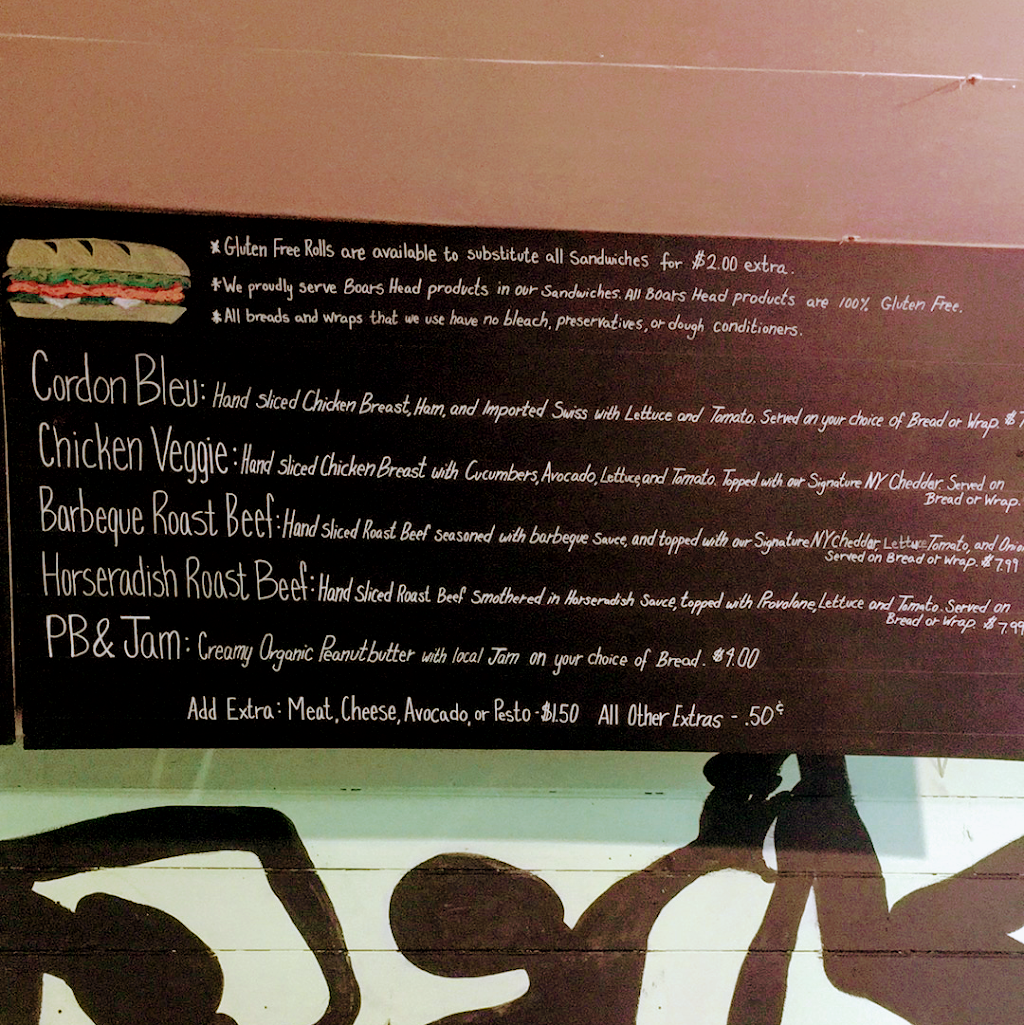 * Gluten Free Rolls are available to substitute all Sandwiches for $2.00 extra.
* We proudly serve Boars Head products in our Sandwiches. All Boars Head products are 100% Gluten Free.
* All breads and wraps that we use have no bleach, preservatives, or dough conditioners.
Cordon Bleu: Hand sliced Chicken Breast, Ham, and Imported Swiss with Lettuce and Tomato. Served on your choice of Bread or Wrap. $7
Chicken Veggie: Hand sliced Chicken Breast with Cucumbers, Avocado, Lettuce, and Tomato. Topped with our Signature NY Cheddar. Served on
Bread or Wrap.
Barbeque Roast Beef: Hand sliced Roast Beef seasoned with barbeque sauce, and topped with our Signature NY Cheddar, Lettuce Tomato, and Onio
Served on Bread or Wrap. $7.99
Horseradish Roast Beef: Hand sliced Roast Beef Smothered in Horseradish Sauce, topped with Provolone, Lettuce and Tomato. Served on
Bread or Wrap. $7.99
PB & Jam: Creamy Organic Peanutbutter with local Jam on your choice of Bread. $4.00
Add Extra: Meat, Cheese, Avocado, or Pesto - $1.50 All Other Extras - .50¢